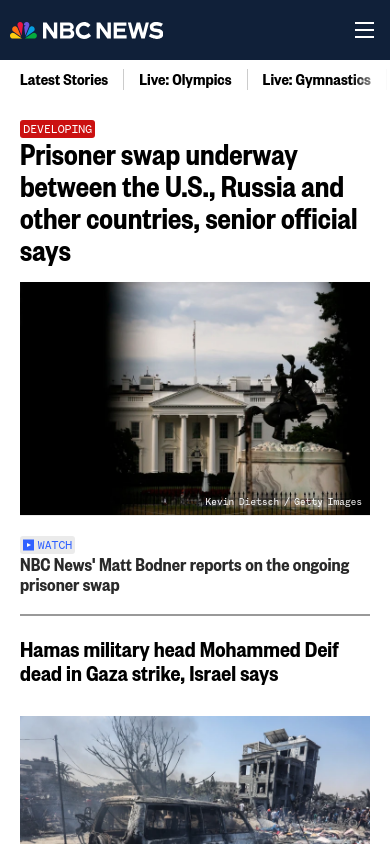 NBC NEWS
Latest Stories
Live: Olympics
Live: Gymnastics
DEVELOPING
Prisoner swap underway
between the U.S., Russia and
other countries, senior official
says
Kevin Dietsch / Getty Images
WATCH
NBC News' Matt Bodner reports on the ongoing
prisoner swap
Hamas military head Mohammed Deif
dead in Gaza strike, Israel says